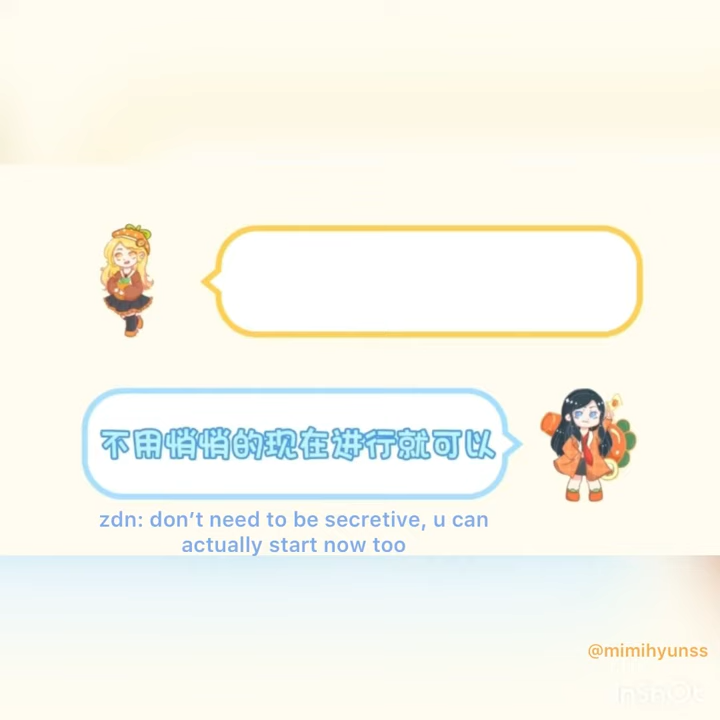 不用悄悄的现在进行就可以
zdn: don’t need to be secretive, u can
actually start now too
@mimihyunss
InShOt